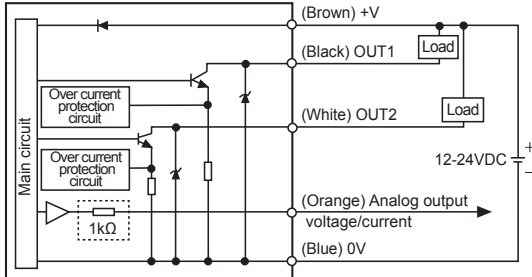 (Brown) +V
(Black) OUT1
Load
Over current
protection
circuit
Load
(White) OUT2
Main circuit
Over current
protection
circuit
12-24VDC
+
−
(Orange) Analog output
voltage/current
1kΩ
(Blue) 0V